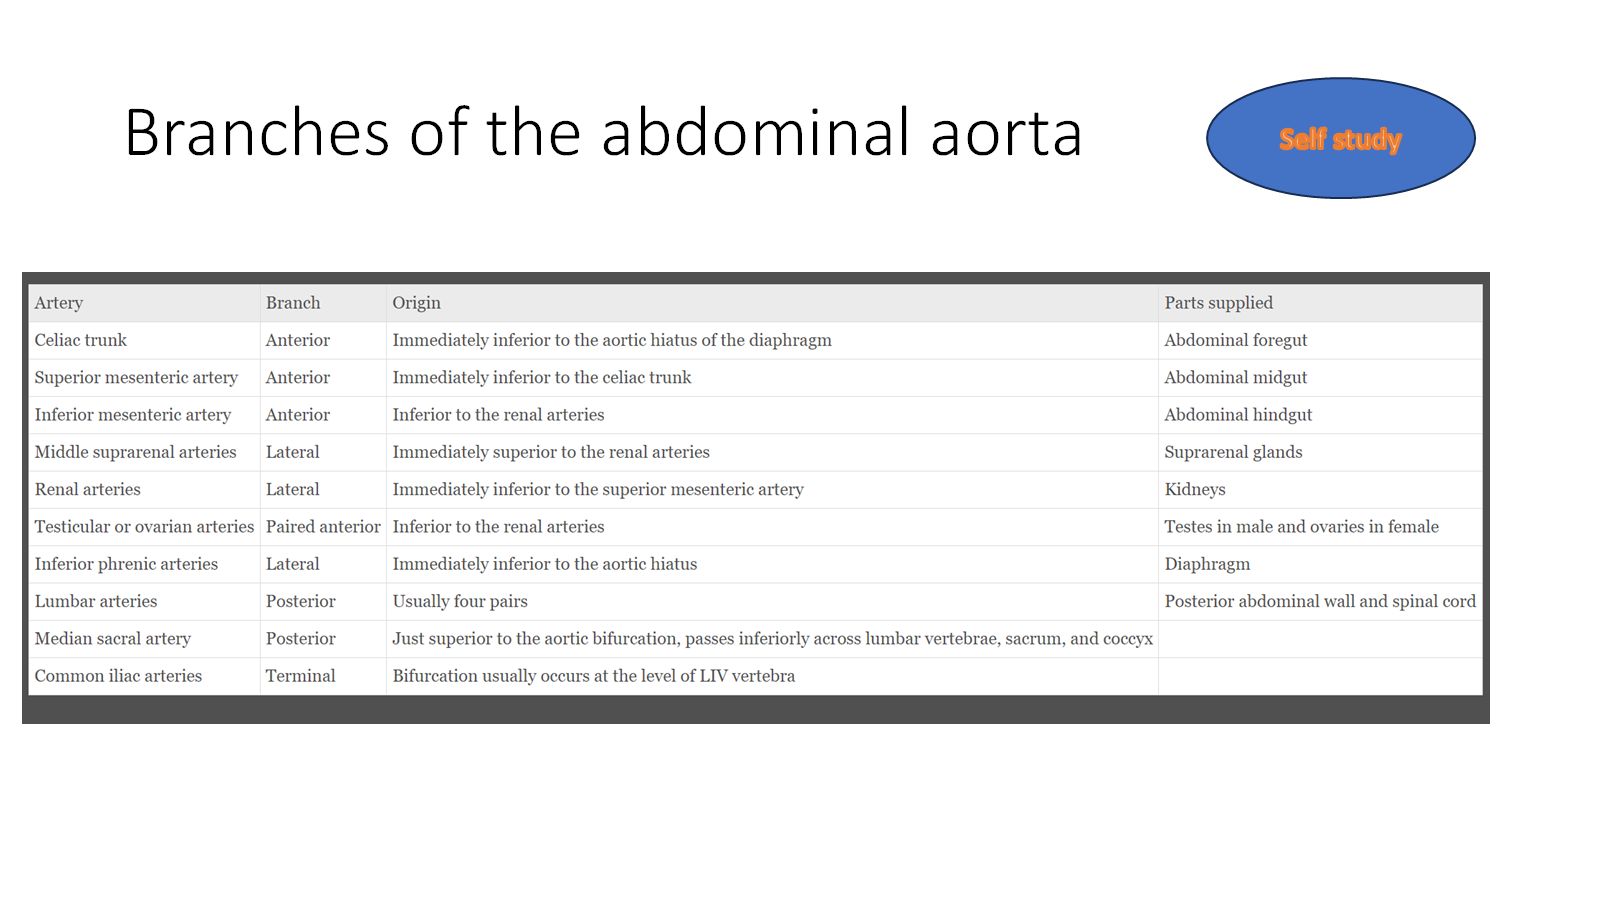 Branches of the abdominal aorta
Self study
Artery Branch Origin Parts supplied
Celiac trunk Anterior Immediately inferior to the aortic hiatus of the diaphragm Abdominal foregut
Superior mesenteric artery Anterior Immediately inferior to the celiac trunk Abdominal midgut
Inferior mesenteric artery Anterior Inferior to the renal arteries Abdominal hindgut
Middle suprarenal arteries Lateral Immediately superior to the renal arteries Suprarenal glands
Renal arteries Lateral Immediately inferior to the superior mesenteric artery Kidneys
Testicular or ovarian arteries Paired anterior Inferior to the renal arteries Testes in male and ovaries in female
Inferior phrenic arteries Lateral Immediately inferior to the aortic hiatus Diaphragm
Lumbar arteries Posterior Usually four pairs Posterior abdominal wall and spinal cord
Median sacral artery Posterior Just superior to the aortic bifurcation, passes inferiorly across lumbar vertebrae, sacrum, and coccyx
Common iliac arteries Terminal Bifurcation usually occurs at the level of LIV vertebra